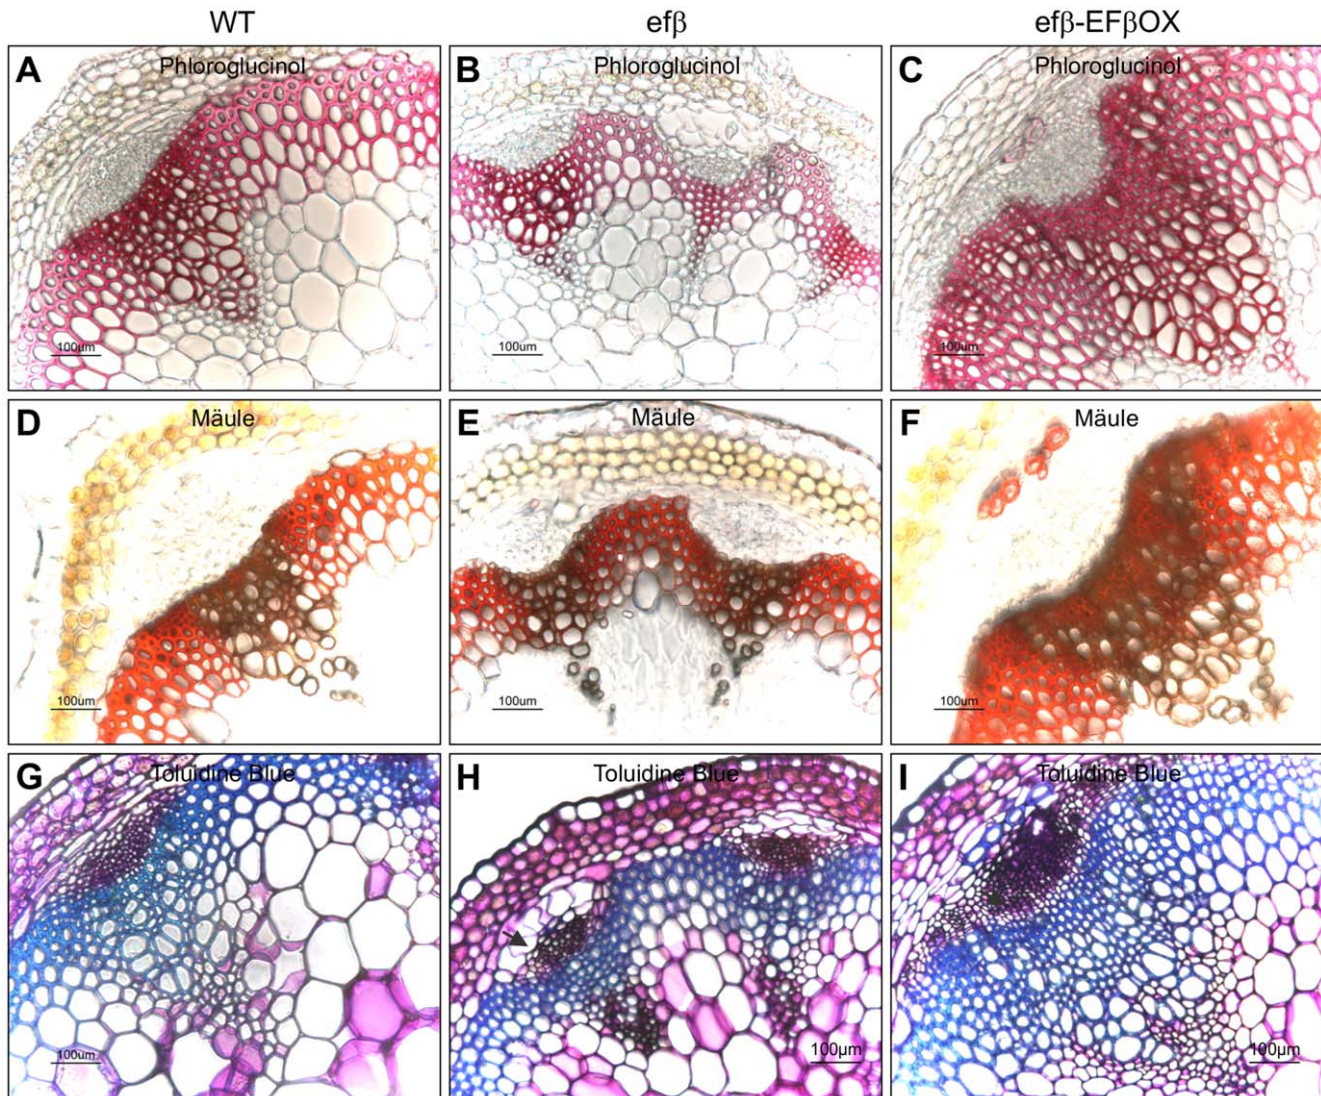 WT efβ efβ-EFβOX
A Phloroglucinol B Phloroglucinol C Phloroglucinol
100um 100um 100um
D Mäule E Mäule F Mäule
100um 100um 100um
G Toluidine Blue H Toluidine Blue I Toluidine Blue
100um 100µm 100µm